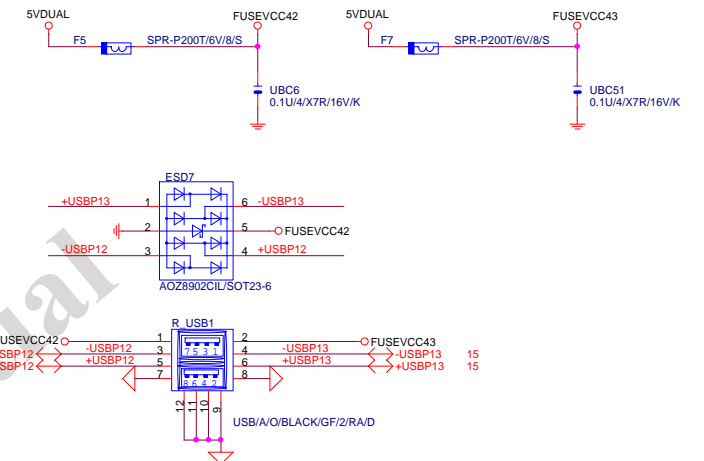 5VDUAL FUSEVCC42 5VDUAL FUSEVCC43
F5 SPR-P200T/6V/8/S F7 SPR-P200T/6V/8/S
UBC6 UBC51
0.1U/4/X7R/16V/K 0.1U/4/X7R/16V/K
ESD7
+USBP13 1 6 -USBP13
2 5 FUSEVCC42
-USBP12 3 4 +USBP12
AOZ8902CIL/SOT23-6
R_USB1
USEVCC42 1 2 FUSEVCC43
SBP12 -USBP12 3 7 5 3 1 4 -USBP13 -USBP13 15
SBP12 +USBP12 5 6 +USBP13 +USBP13 15
7 8 6 4 2 8
12 11 10 9
USB/A/O/BLACK/GF/2/RA/D
ual